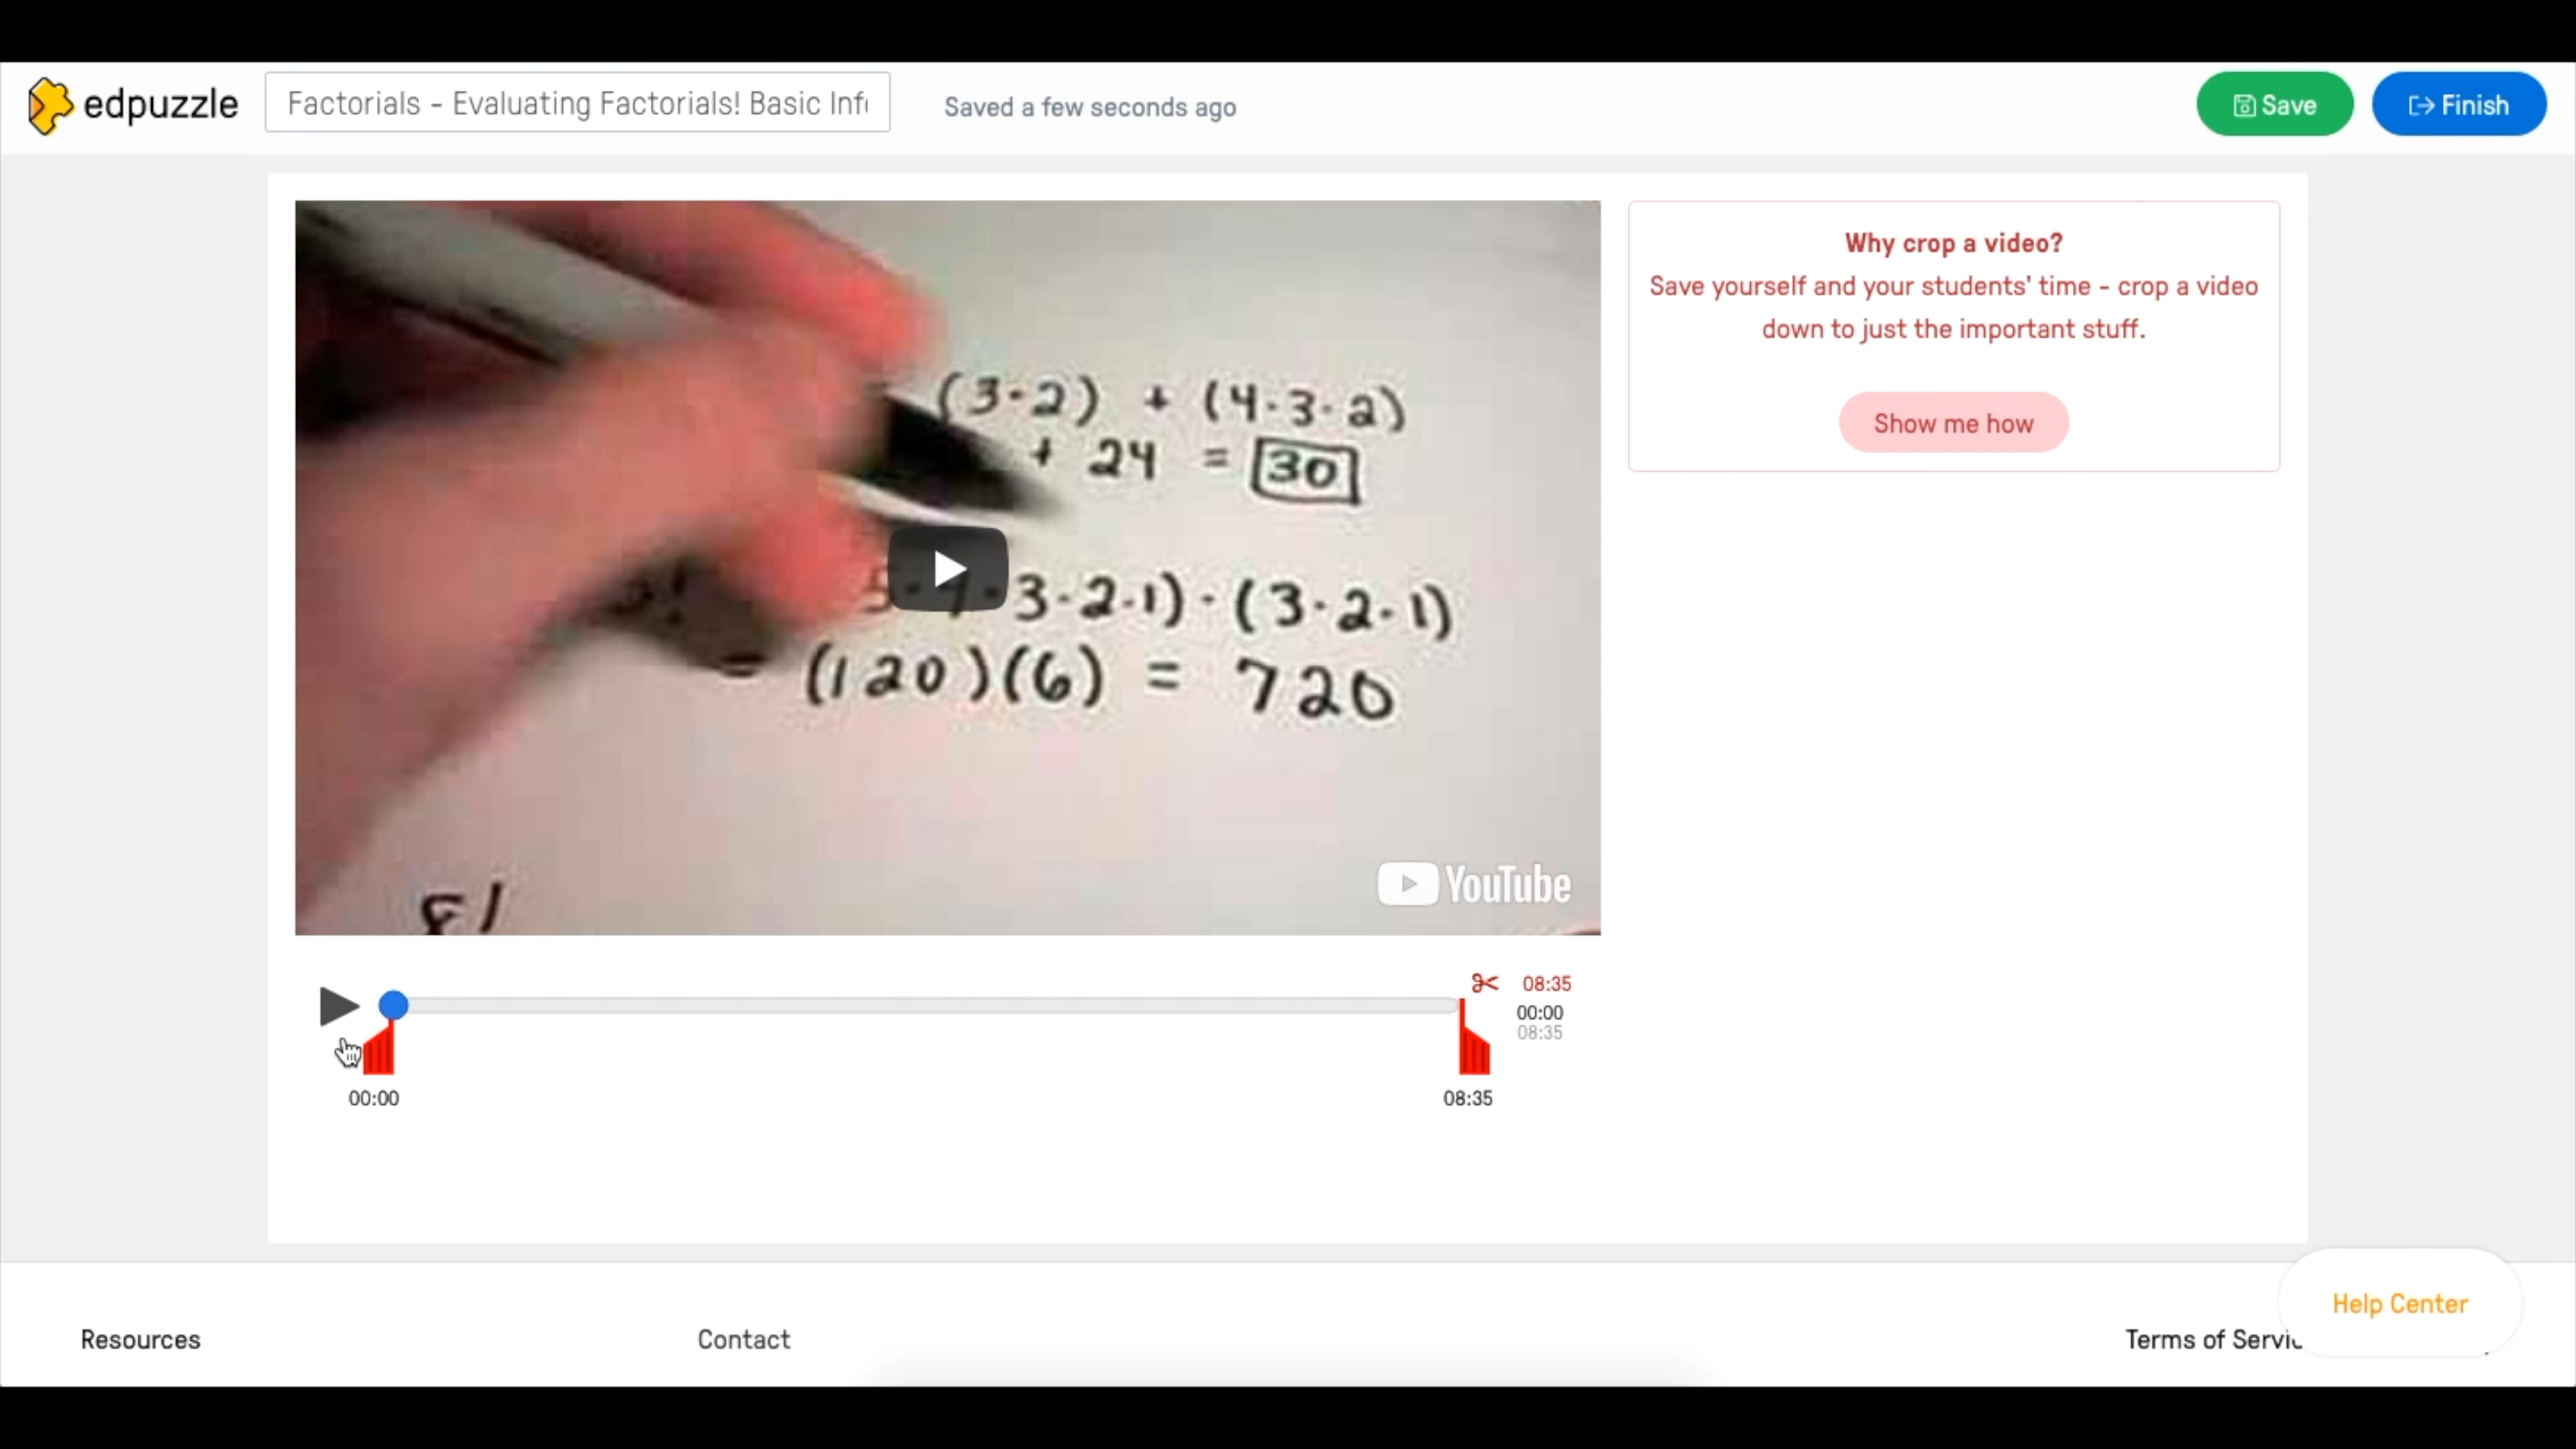 edpuzzle
Factorials - Evaluating Factorials! Basic Inf
Saved a few seconds ago
Save
Finish
(3·2) + (4·3·2)
+ 24 = 30
5·4·3·2·1)·(3·2·1)
= (120)(6) = 720
YouTube
Why crop a video?
Save yourself and your students' time - crop a video
down to just the important stuff.
Show me how
08:35
00:00
08:35
00:00
08:35
Help Center
Resources
Contact
Terms of Servic